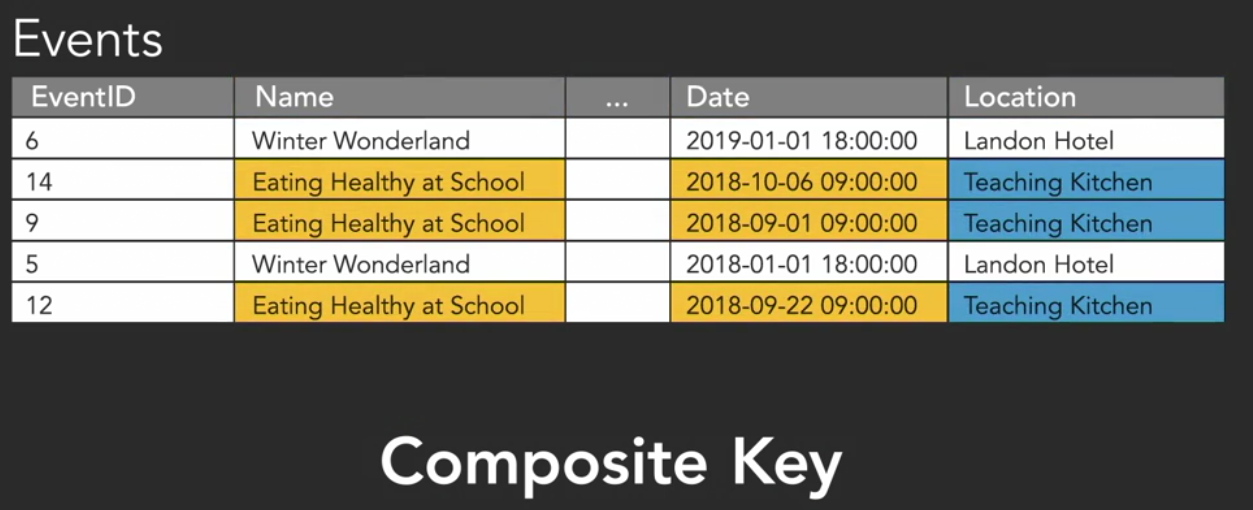 Events
EventID Name ... Date Location
6 Winter Wonderland 2019-01-01 18:00:00 Landon Hotel
14 Eating Healthy at School 2018-10-06 09:00:00 Teaching Kitchen
9 Eating Healthy at School 2018-09-01 09:00:00 Teaching Kitchen
5 Winter Wonderland 2018-01-01 18:00:00 Landon Hotel
12 Eating Healthy at School 2018-09-22 09:00:00 Teaching Kitchen
Composite Key